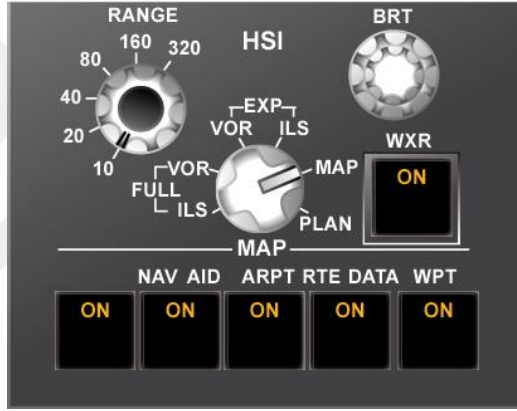 RANGE
HSI
BRT
160
80
320
40
20
10
EXP
VOR
ILS
VOR
MAP
FULL
ILS
PLAN
WXR
ON
MAP
NAV AID ARPT RTE DATA WPT
ON ON ON ON ON